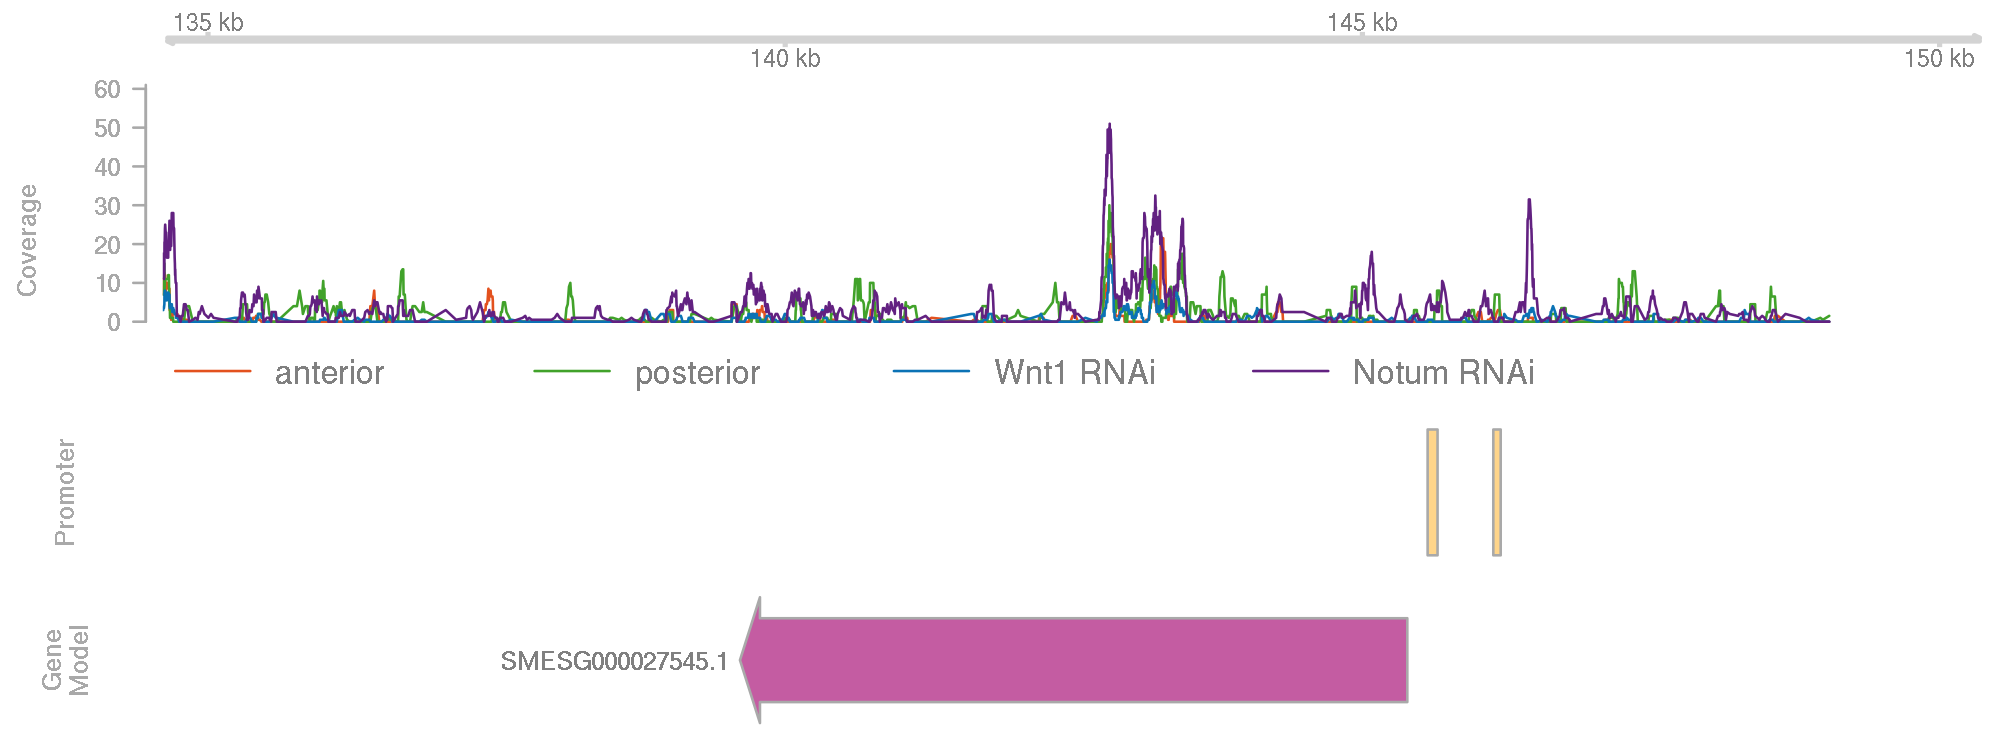 135 kb
145 kb
140 kb
150 kb
60
50
40
30
20
10
0
Coverage
anterior
posterior
Wnt1 RNAi
Notum RNAi
Promoter
Gene
Model
SMESG000027545.1